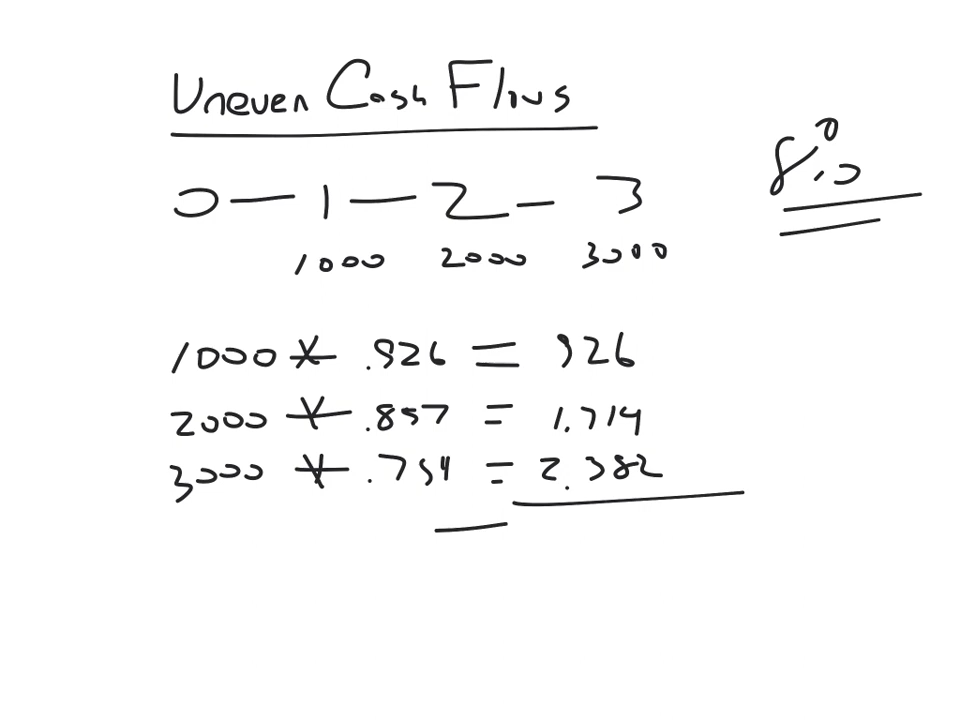 Uneven Cash Flows
0 — 1 — 2 — 3
1000 2000 3000
8%
1000 * .926 = 926
2000 * .857 = 1.714
3000 * .794 = 2.382